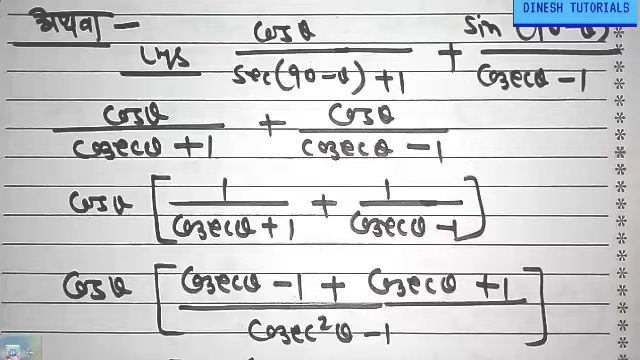 DINESH TUTORIALS
अथवा -
LHS cosθ / sec(90-θ) +1 + sin (90-θ) / cosecθ -1
cosθ / cosecθ +1 + cosθ / cosecθ -1
cosθ [ 1 / cosecθ +1 + 1 / cosecθ -1 ]
cosθ [ cosecθ -1 + cosecθ +1 / cosec²θ -1 ]